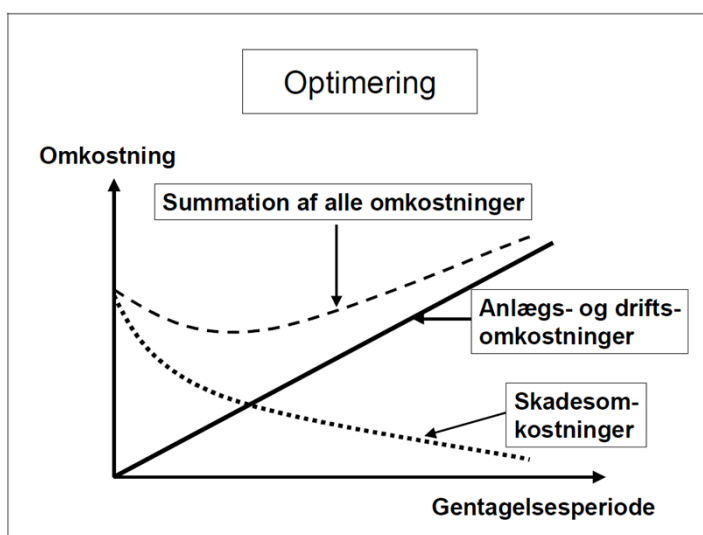 Optimering
Omkostning
Summation af alle omkostninger
Anlægs- og drifts-
omkostninger
Skadesom-
kostninger
Gentagelsesperiode